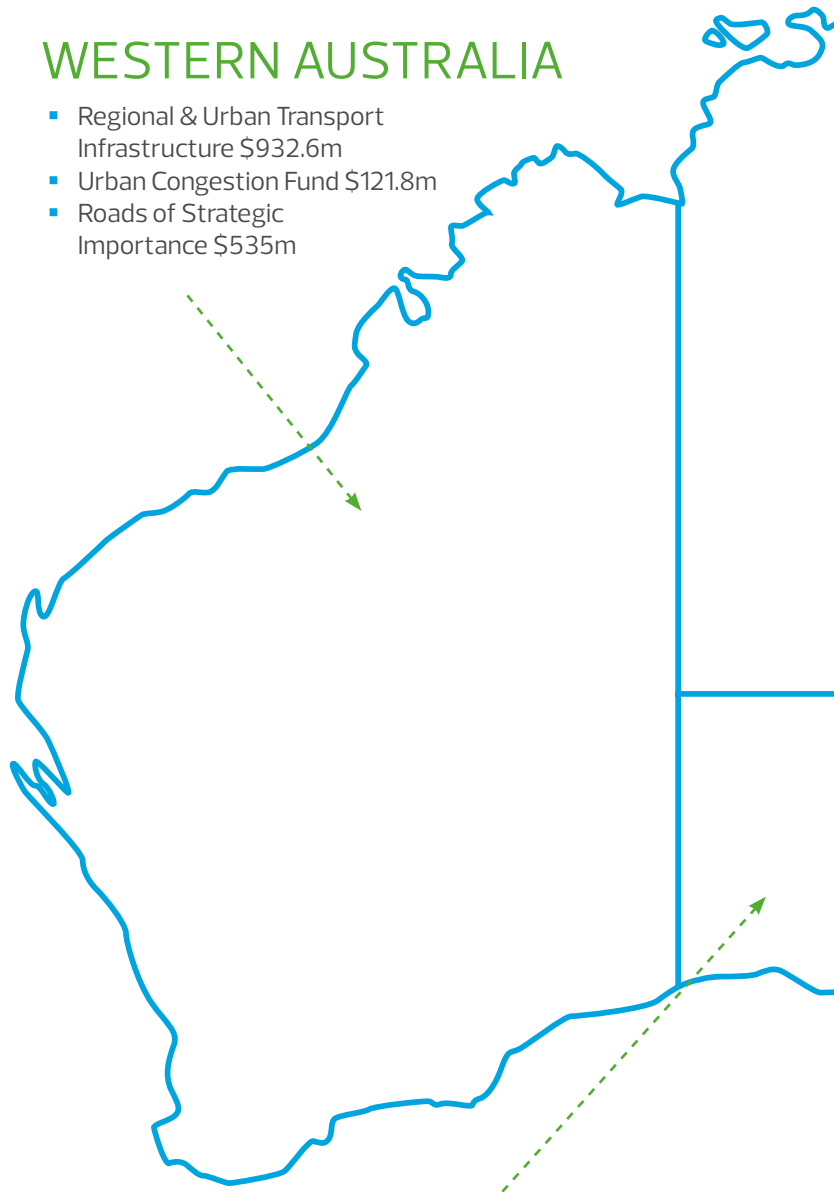 WESTERN AUSTRALIA
▪ Regional & Urban Transport
Infrastructure $932.6m
▪ Urban Congestion Fund $121.8m
▪ Roads of Strategic
Importance $535m